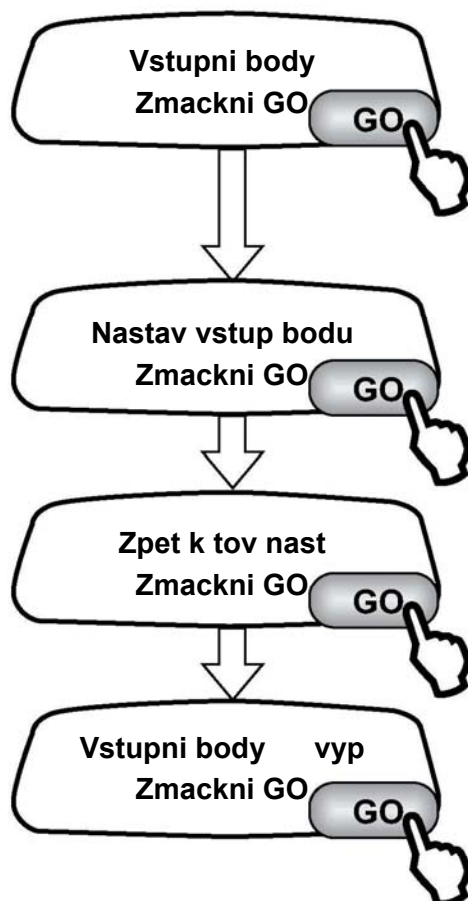 Vstupni body
Zmackni GO GO
Nastav vstup bodu
Zmackni GO GO
Zpet k tov nast
Zmackni GO GO
Vstupni body vyp
Zmackni GO GO